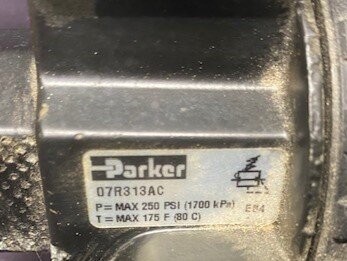 Parker
07R313AC
P = MAX 250 PSI (1700 kPa)
T = MAX 175 F (80 C)
E84